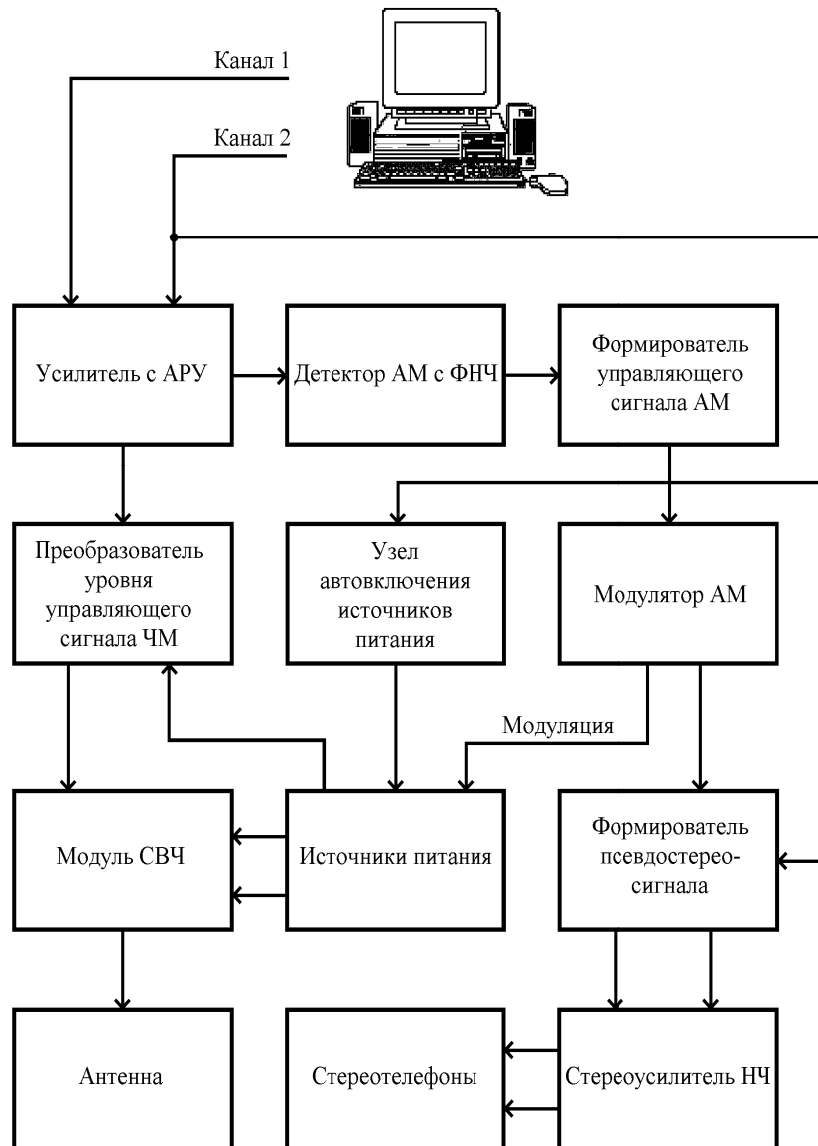 Канал 1
Канал 2
Усилитель с АРУ
Детектор АМ с ФНЧ
Формирователь
управляющего
сигнала АМ
Преобразователь
уровня
управляющего
сигнала ЧМ
Узел
автовключения
источников
питания
Модулятор АМ
Модуляция
Модуль СВЧ
Источники питания
Формирователь
псевдостерео-
сигнала
Антенна
Стереотелефоны
Стереоусилитель НЧ